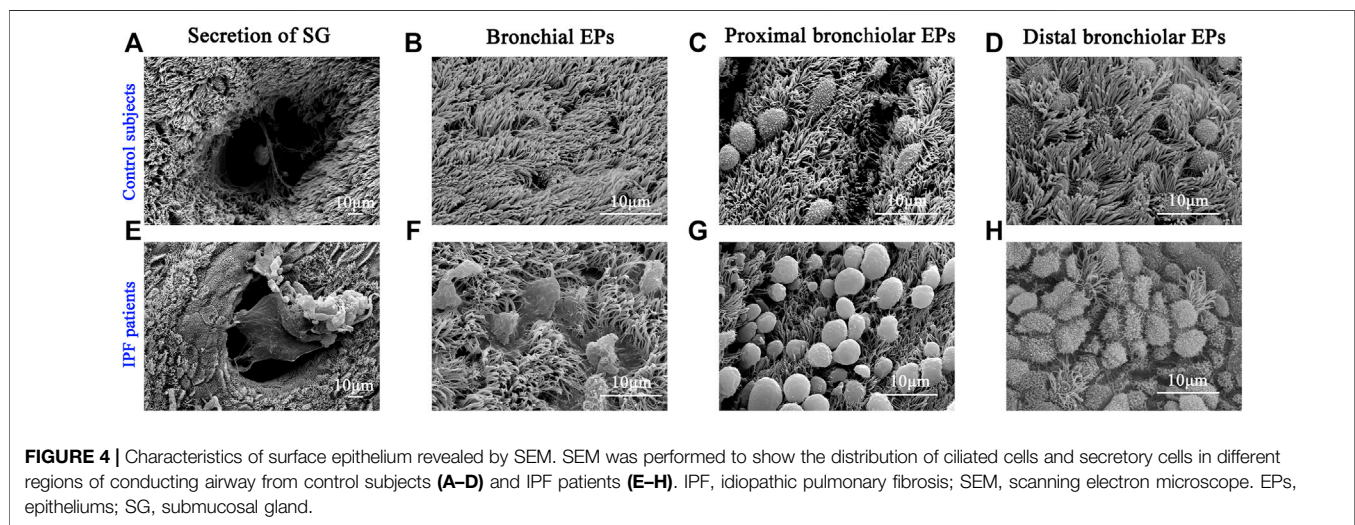 A Secretion of SG B Bronchial EPs C Proximal bronchiolar EPs D Distal bronchiolar EPs
Control subjects
10μm 10μm 10μm 10μm
E F G H
IPF patients
10μm 10μm 10μm 10μm
FIGURE 4 | Characteristics of surface epithelium revealed by SEM. SEM was performed to show the distribution of ciliated cells and secretory cells in different
regions of conducting airway from control subjects (A–D) and IPF patients (E–H). IPF, idiopathic pulmonary fibrosis; SEM, scanning electron microscope. EPs,
epitheliums; SG, submucosal gland.